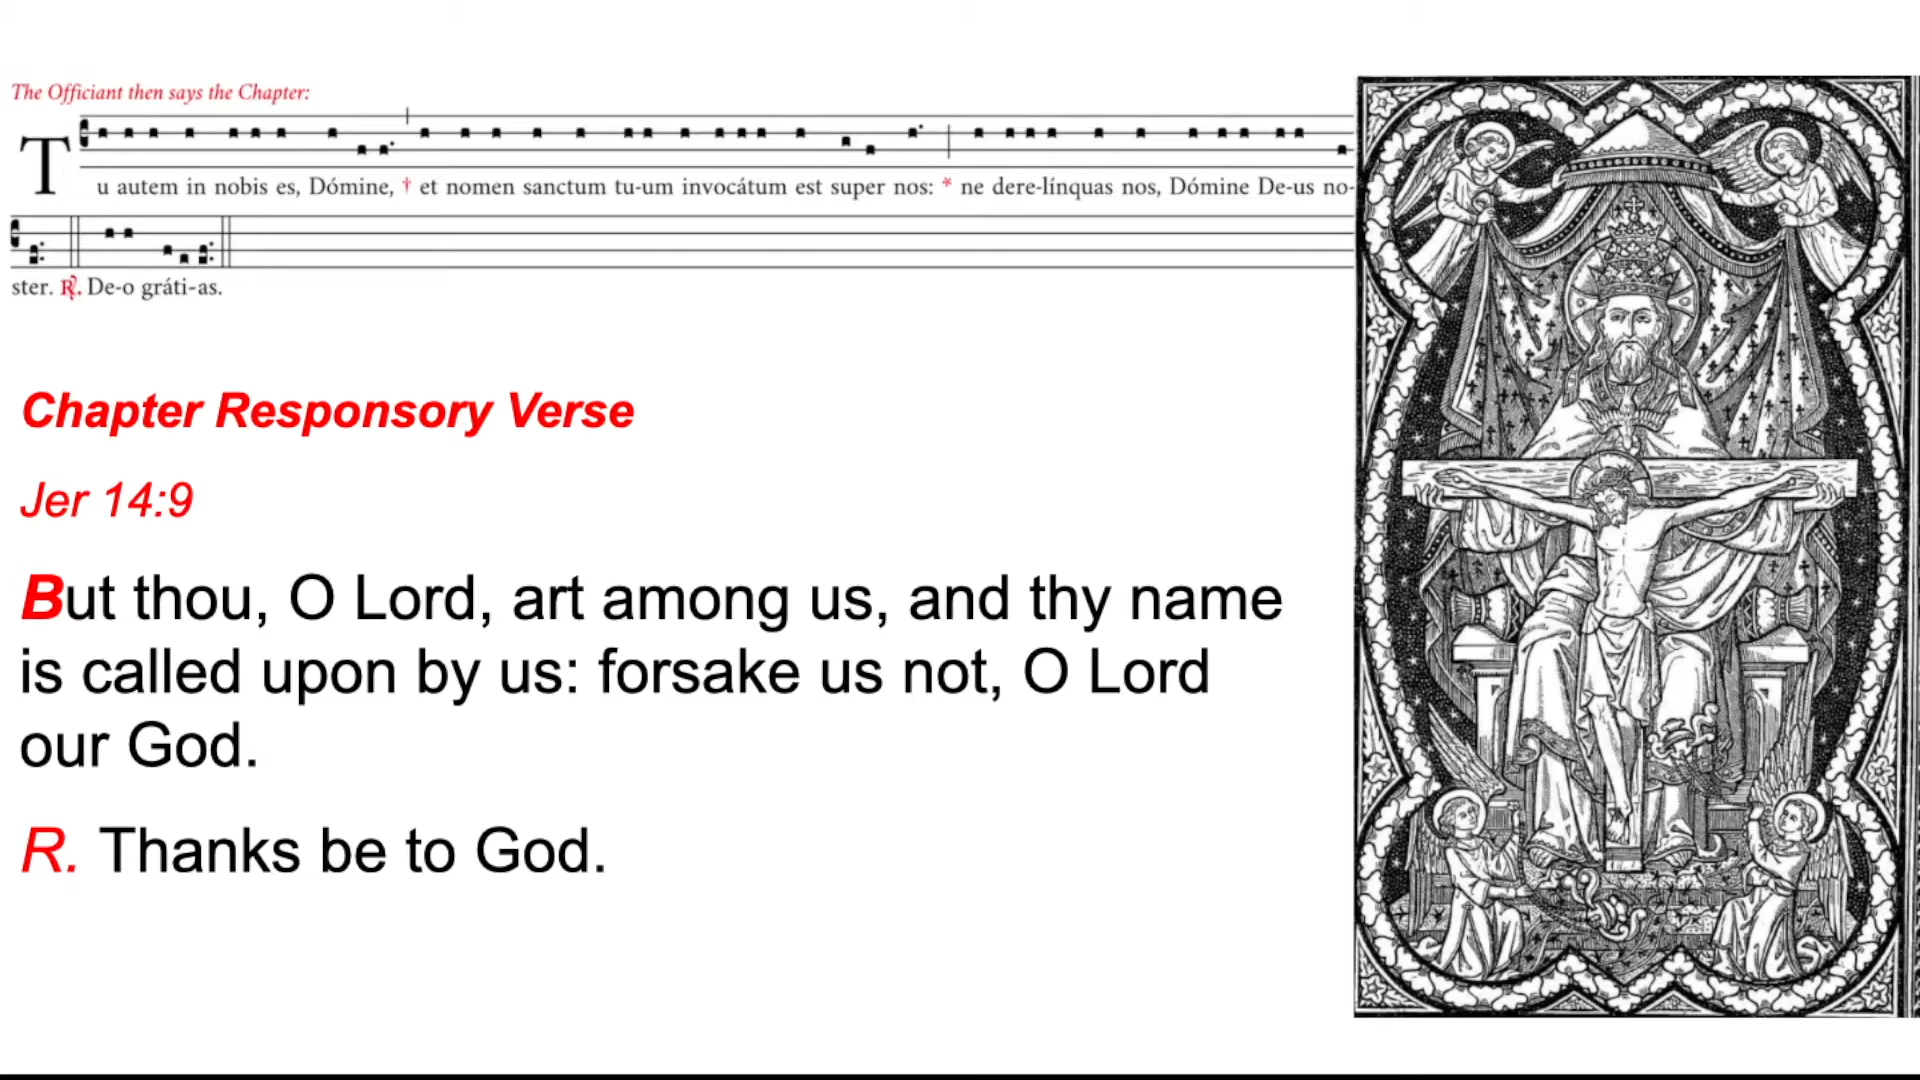 The Officiant then says the Chapter:
Tu autem in nobis es, Dómine, † et nomen sanctum tu-um invocátum est super nos: * ne dere-línquas nos, Dómine De-us no-
ster. ℟. De-o gráti-as.
Chapter Responsory Verse
Jer 14:9
But thou, O Lord, art among us, and thy name
is called upon by us: forsake us not, O Lord
our God.
R. Thanks be to God.